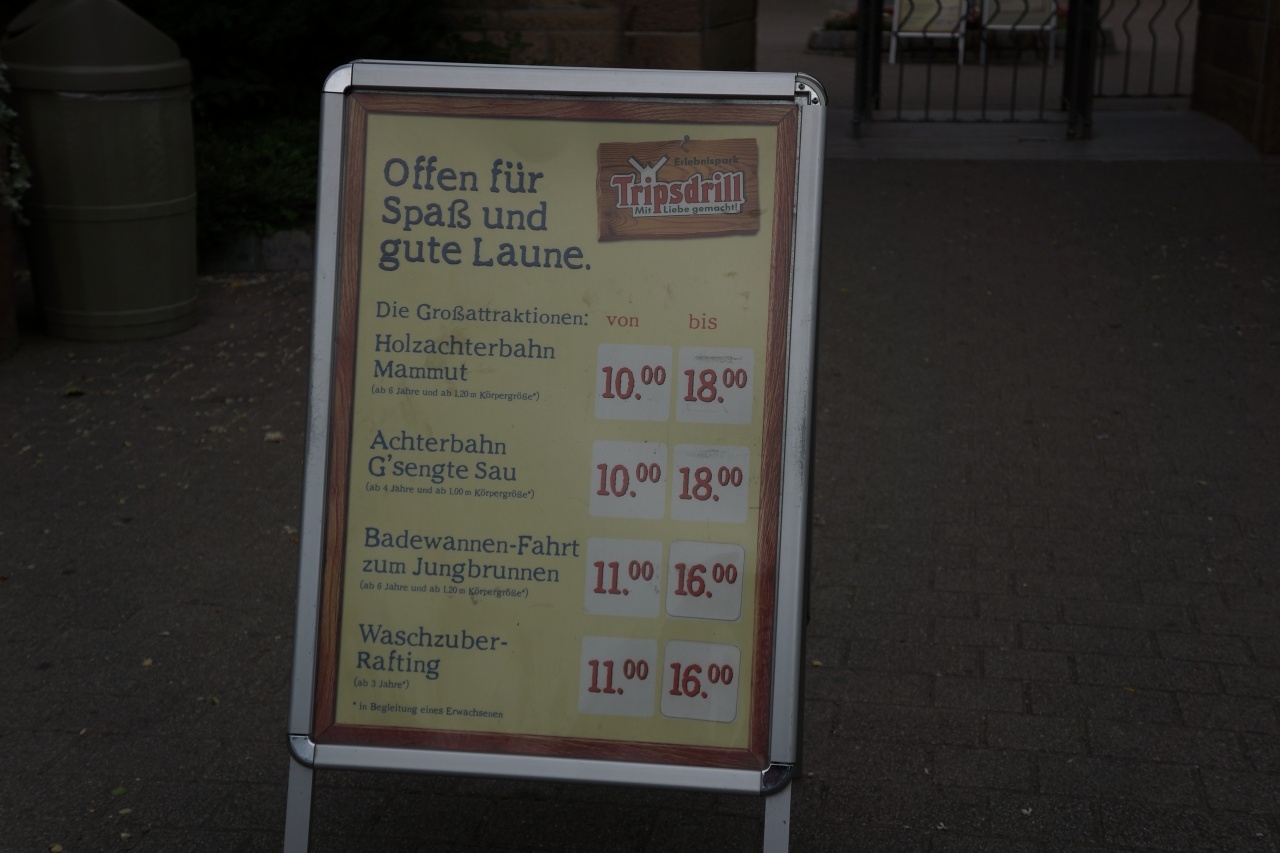 Offen für
Spaß und
gute Laune.
Erlebnispark
Tripsdrill
Mit Liebe gemacht!
Die Großattraktionen: von bis
Holzachterbahn
Mammut
(ab 6 Jahre und ab 1,20 m Körpergröße*)
10.00 18.00
Achterbahn
G'sengte Sau
(ab 4 Jahre und ab 1,00 m Körpergröße*)
10.00 18.00
Badewannen-Fahrt
zum Jungbrunnen
(ab 6 Jahre und ab 1,20 m Körpergröße*)
11.00 16.00
Waschzuber-
Rafting
(ab 3 Jahre*)
11.00 16.00
* in Begleitung eines Erwachsenen